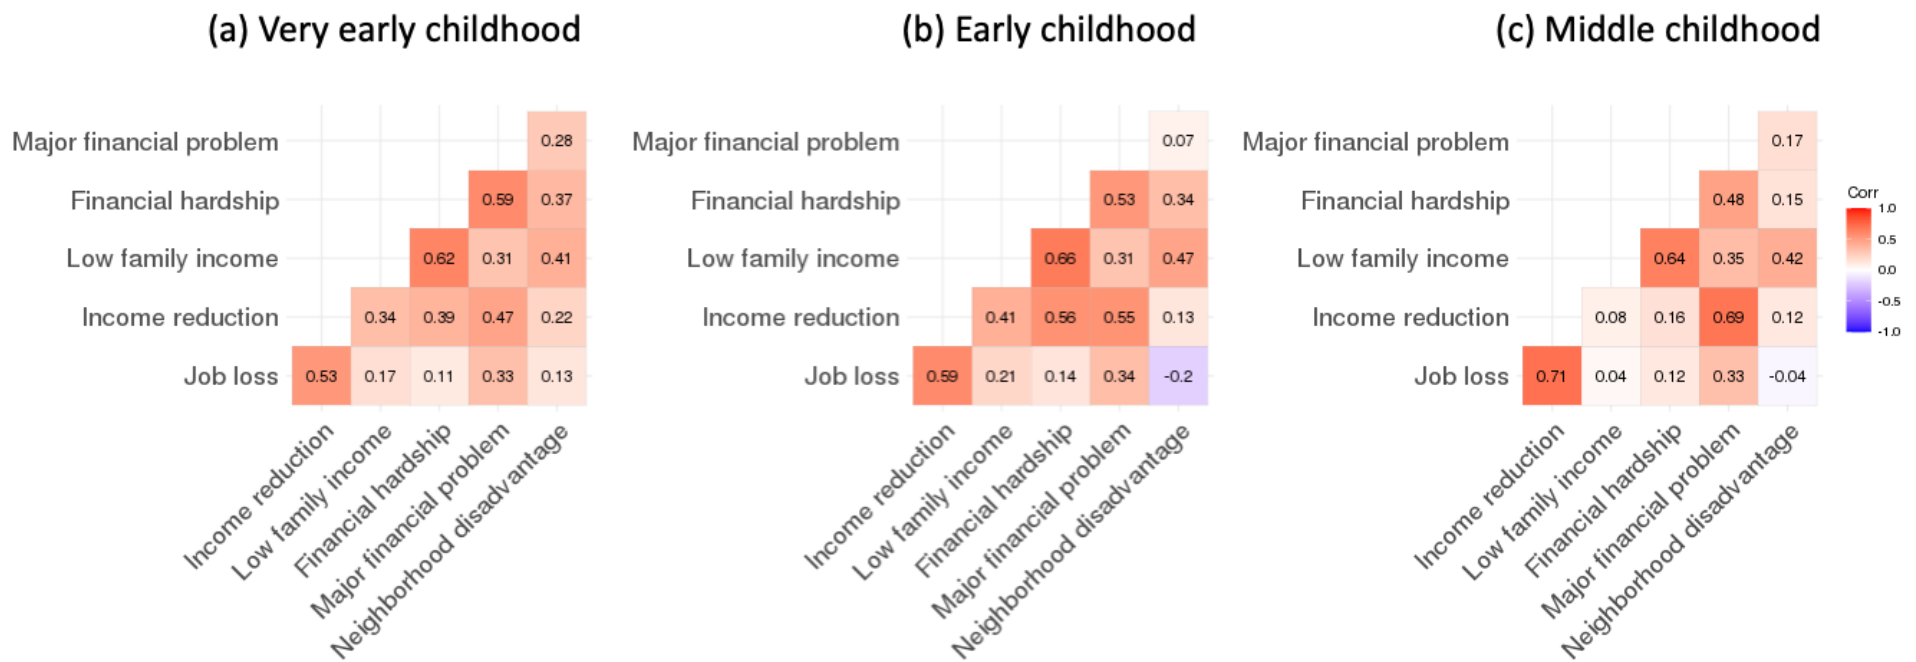 (a) Very early childhood
Major financial problem 0.28
Financial hardship 0.59 0.37
Low family income 0.62 0.31 0.41
Income reduction 0.34 0.39 0.47 0.22
Job loss 0.53 0.17 0.11 0.33 0.13
Income reduction
Low family income
Financial hardship
Major financial problem
Neighborhood disadvantage
(b) Early childhood
Major financial problem 0.07
Financial hardship 0.53 0.34
Low family income 0.66 0.31 0.47
Income reduction 0.41 0.56 0.55 0.13
Job loss 0.59 0.21 0.14 0.34 -0.2
Income reduction
Low family income
Financial hardship
Major financial problem
Neighborhood disadvantage
(c) Middle childhood
Major financial problem 0.17
Financial hardship 0.48 0.15
Low family income 0.64 0.35 0.42
Income reduction 0.08 0.16 0.69 0.12
Job loss 0.71 0.04 0.12 0.33 -0.04
Income reduction
Low family income
Financial hardship
Major financial problem
Neighborhood disadvantage
Corr
1.0
0.5
0.0
-0.5
-1.0